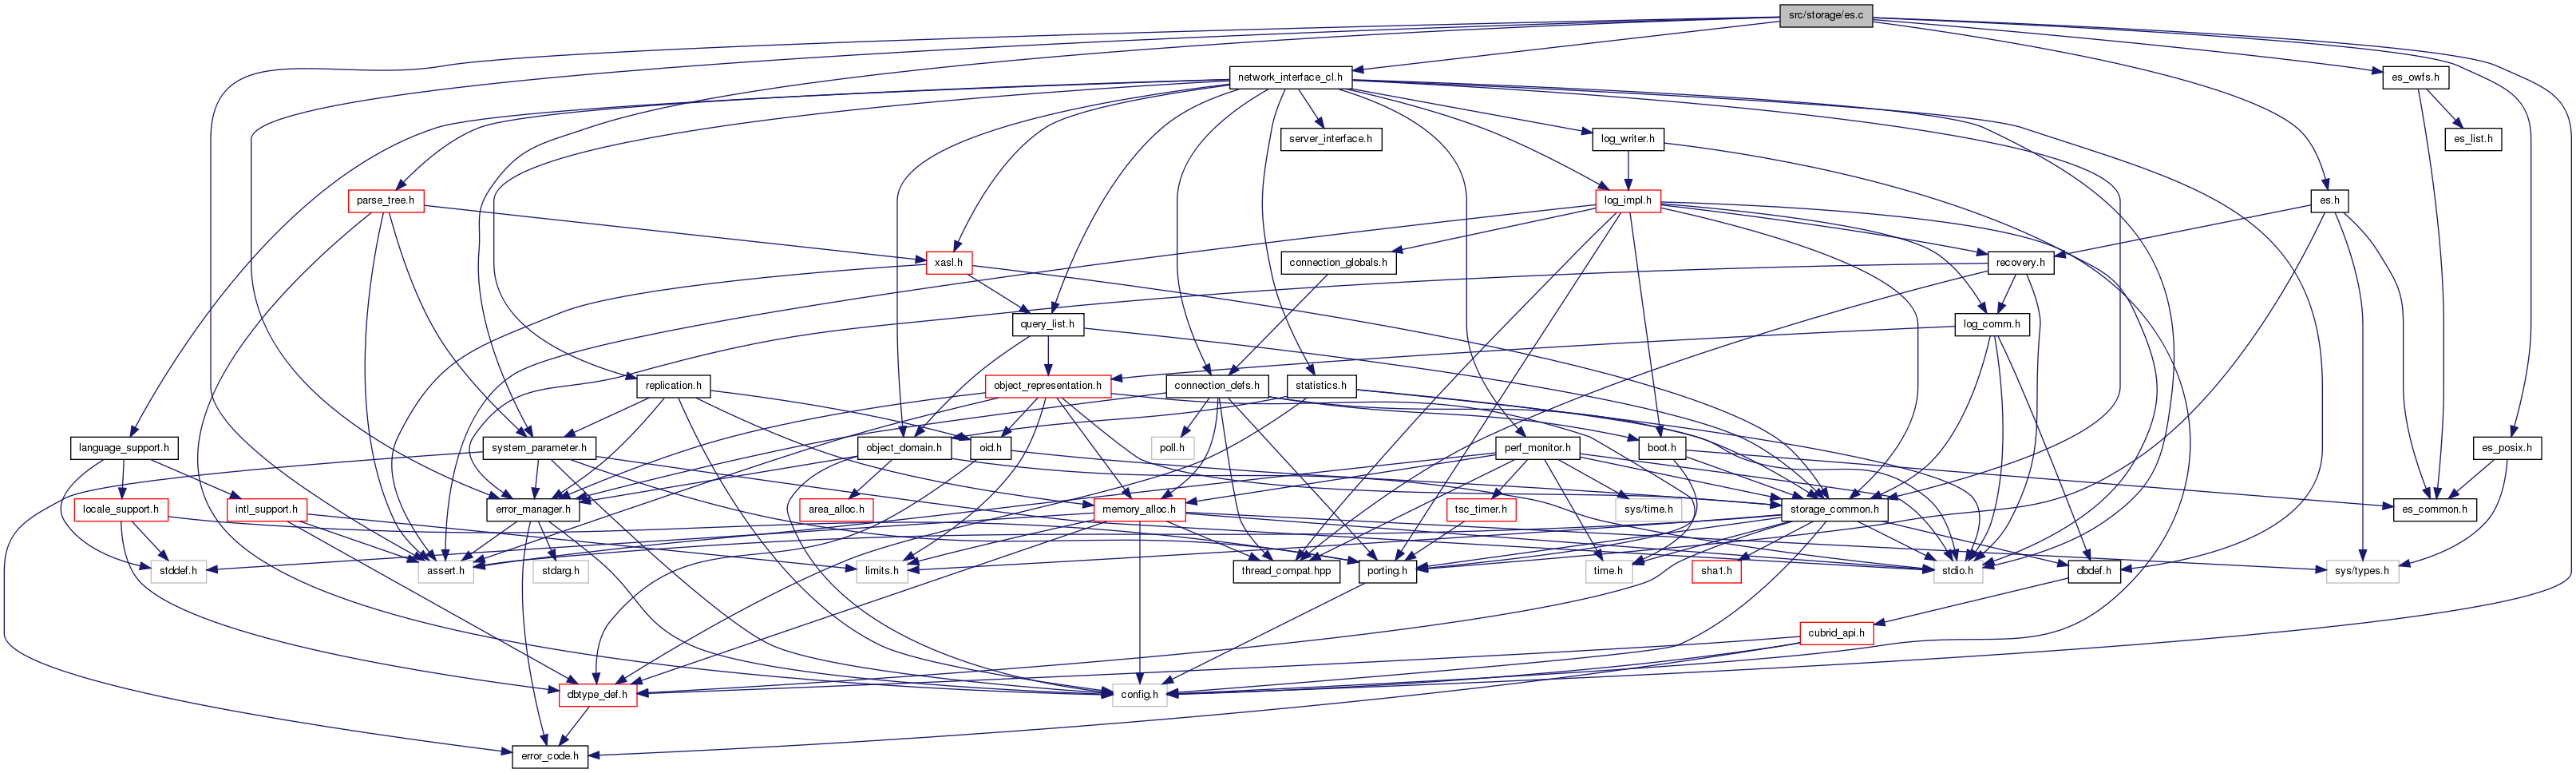 src/storage/es.c
network_interface_cl.h
es_owfs.h
server_interface.h
log_writer.h
es_list.h
parse_tree.h
log_impl.h
es.h
xasl.h
connection_globals.h
recovery.h
query_list.h
log_comm.h
replication.h
object_representation.h
connection_defs.h
statistics.h
language_support.h
system_parameter.h
object_domain.h
oid.h
poll.h
perf_monitor.h
boot.h
es_posix.h
locale_support.h
intl_support.h
error_manager.h
area_alloc.h
memory_alloc.h
tsc_timer.h
sys/time.h
storage_common.h
es_common.h
stddef.h
assert.h
stdarg.h
limits.h
thread_compat.hpp
porting.h
time.h
sha1.h
stdio.h
dbdef.h
sys/types.h
cubrid_api.h
dbtype_def.h
config.h
error_code.h